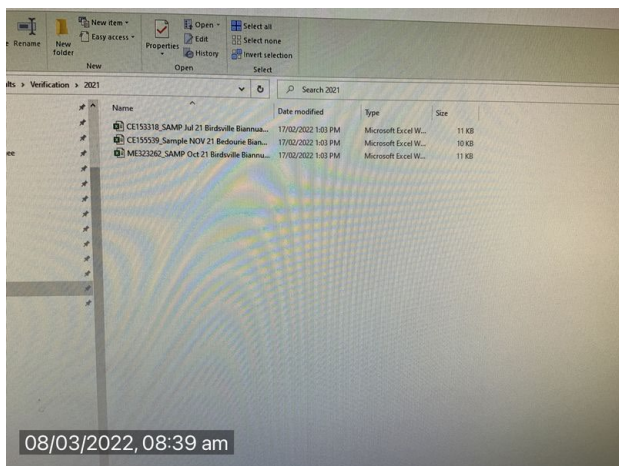 New item
Easy access
Rename
New
folder
New
Properties
Open
Edit
History
Open
Select all
Select none
Invert selection
Select
Verification > 2021
Search 2021
Name
Date modified
Type
Size
CE153318_SAMP Jul 21 Birdsville Biannua... 17/02/2022 1:03 PM Microsoft Excel W... 11 KB
CE155539_Sample NOV 21 Bedourie Bian... 17/02/2022 1:03 PM Microsoft Excel W... 10 KB
ME323262_SAMP Oct 21 Birdsville Biannu... 17/02/2022 1:03 PM Microsoft Excel W... 11 KB
08/03/2022, 08:39 am